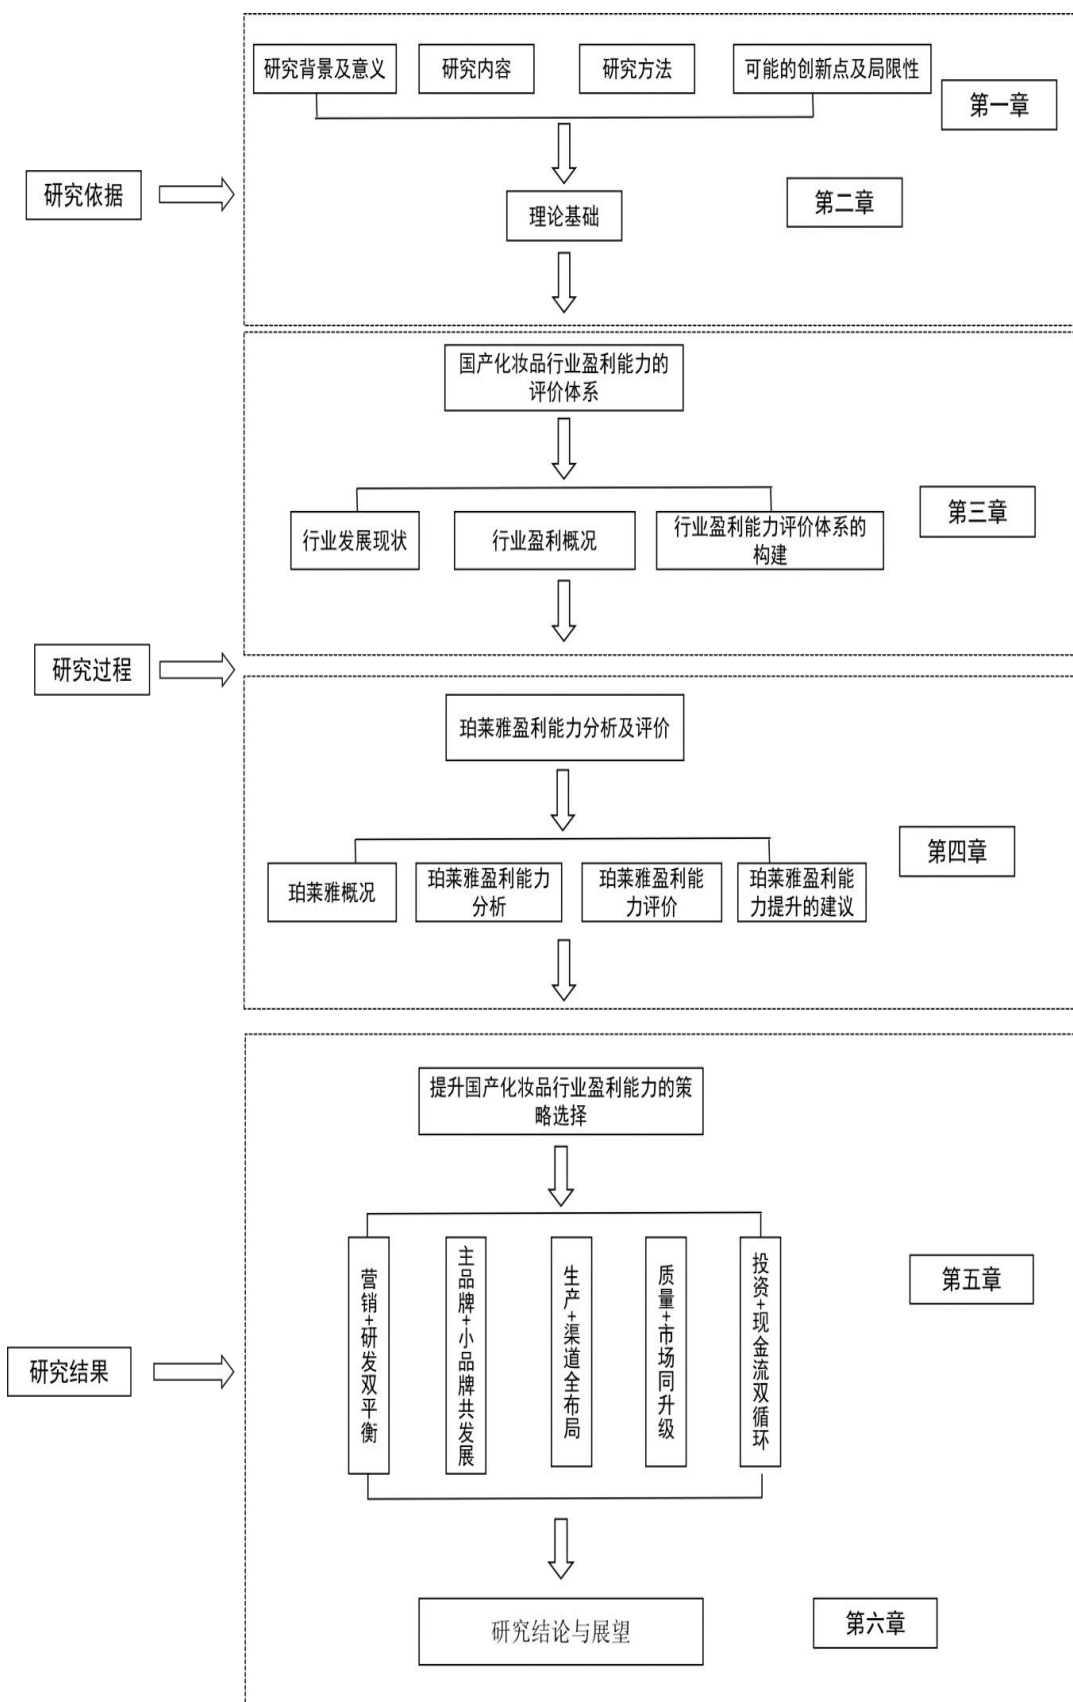 研究背景及意义
研究内容
研究方法
可能的创新点及局限性
第一章
研究依据
理论基础
第二章
国产化妆品行业盈利能力的
评价体系
行业发展现状
行业盈利概况
行业盈利能力评价体系的
构建
第三章
研究过程
珀莱雅盈利能力分析及评价
珀莱雅概况
珀莱雅盈利能力
分析
珀莱雅盈利能
力评价
珀莱雅盈利能
力提升的建议
第四章
提升国产化妆品行业盈利能力的策
略选择
营销+研发双平衡
主品牌+小品牌共发展
生产+渠道全布局
质量+市场同升级
投资+现金流双循环
第五章
研究结果
研究结论与展望
第六章